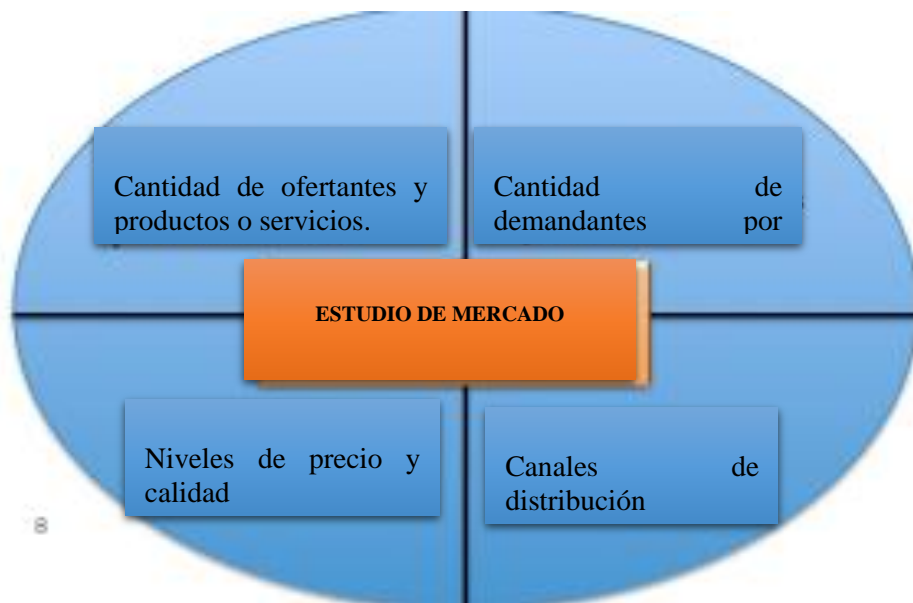 Cantidad de ofertantes y
productos o servicios.
Cantidad de
demandantes por
ESTUDIO DE MERCADO
Niveles de precio y
calidad
Canales de
distribución
8